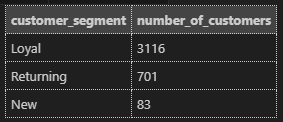 customer_segment number_of_customers
Loyal 3116
Returning 701
New 83